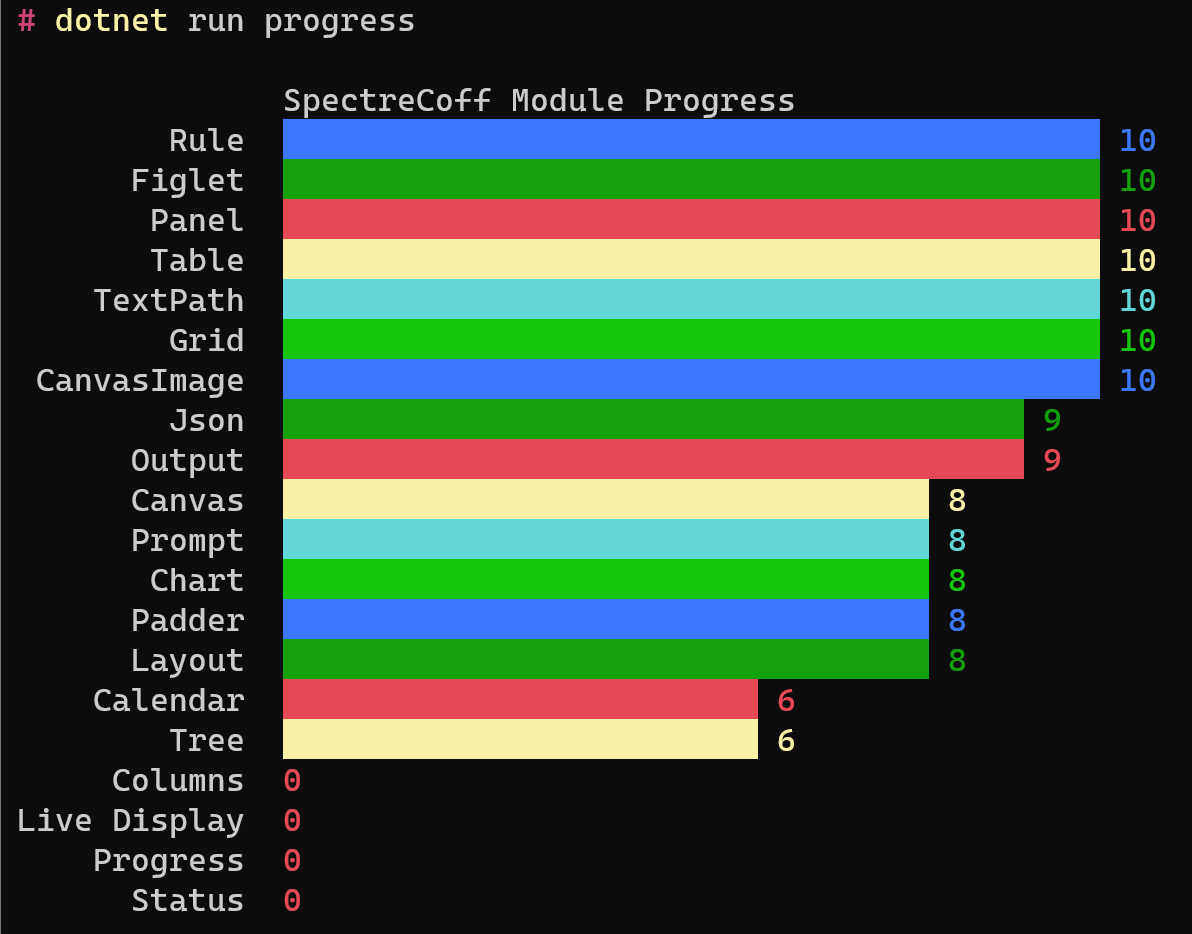 # dotnet run progress
SpectreCoff Module Progress
Rule 10
Figlet 10
Panel 10
Table 10
TextPath 10
Grid 10
CanvasImage 10
Json 9
Output 9
Canvas 8
Prompt 8
Chart 8
Padder 8
Layout 8
Calendar 6
Tree 6
Columns 0
Live Display 0
Progress 0
Status 0